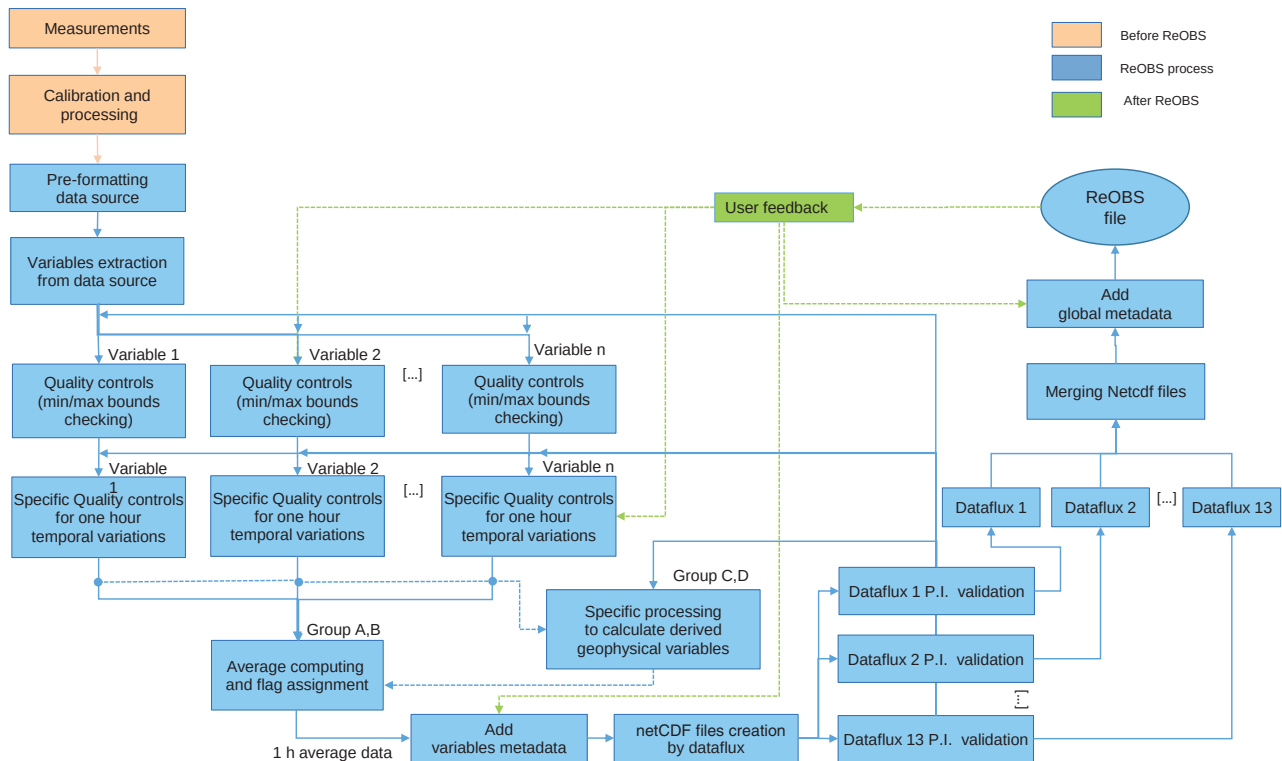 Measurements
Before ReOBS
ReOBS process
After ReOBS
Calibration and
processing
Pre-formatting
data source
User feedback
ReOBS
file
Variables extraction
from data source
Add
global metadata
Variable 1
Variable 2
Variable n
Quality controls
(min/max bounds
checking)
Quality controls
(min/max bounds
checking)
[...]
Quality controls
(min/max bounds
checking)
Merging Netcdf files
Variable
1
Variable 2
Variable n
Specific Quality controls
for one hour
temporal variations
Specific Quality controls
for one hour
temporal variations
[...]
Specific Quality controls
for one hour
temporal variations
Dataflux 1
Dataflux 2
[...]
Dataflux 13
Group C,D
Specific processing
to calculate derived
geophysical variables
Dataflux 1 P.I. validation
Group A,B
Average computing
and flag assignment
Dataflux 2 P.I. validation
[...]
1 h average data
Add
variables metadata
netCDF files creation
by dataflux
Dataflux 13 P.I. validation